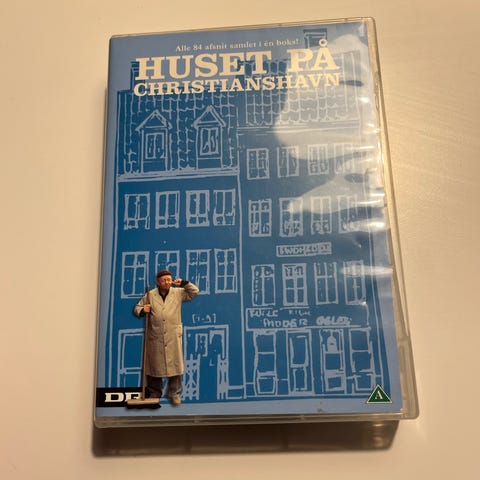 Alle 84 afsnit samlet i én boks!
HUSET PÅ
CHRISTIANSHAVN
DR
A